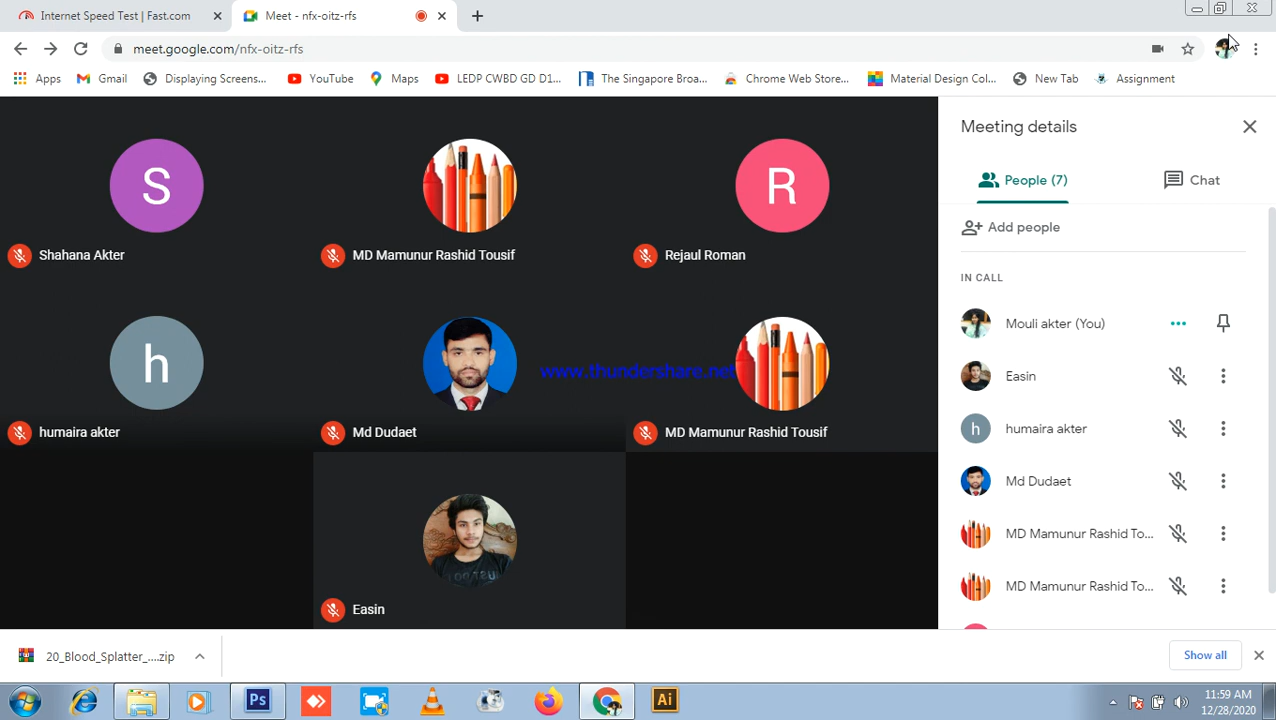 Internet Speed Test | Fast.com
Meet - nfx-oitz-rfs
meet.google.com/nfx-oitz-rfs
Apps
Gmail
Displaying Screens...
YouTube
Maps
LEDP CWBD GD D1...
The Singapore Broa...
Chrome Web Store...
Material Design Col...
New Tab
Assignment
S
Shahana Akter
MD Mamunur Rashid Tousif
R
Rejaul Roman
h
humaira akter
Md Dudaet
www.thundershare.net
MD Mamunur Rashid Tousif
Easin
Meeting details
People (7)
Chat
Add people
IN CALL
Mouli akter (You)
Easin
h
humaira akter
Md Dudaet
MD Mamunur Rashid To...
MD Mamunur Rashid To...
20_Blood_Splatter_....zip
Show all
Ps
Ai
11:59 AM
12/28/2020